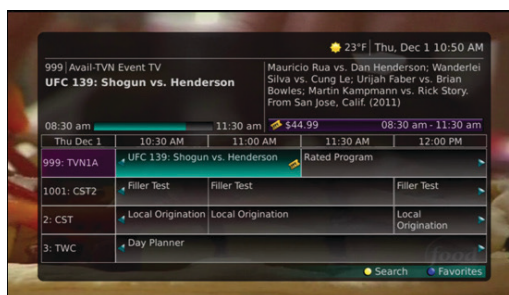 23°F Thu, Dec 1 10:50 AM
999 Avail-TVN Event TV
UFC 139: Shogun vs. Henderson
Mauricio Rua vs. Dan Henderson; Wanderlei
Silva vs. Cung Le; Urijah Faber vs. Brian
Bowles; Martin Kampmann vs. Rick Story.
From San Jose, Calif. (2011)
08:30 am 11:30 am
$44.99 08:30 am - 11:30 am
Thu Dec 1 10:30 AM 11:00 AM 11:30 AM 12:00 PM
999: TVN1A UFC 139: Shogun vs. Henderson Rated Program
1001: CST2 Filler Test Filler Test Filler Test
2: CST Local Origination Local Origination Local
Origination
3: TWC Day Planner
food
Search Favorites